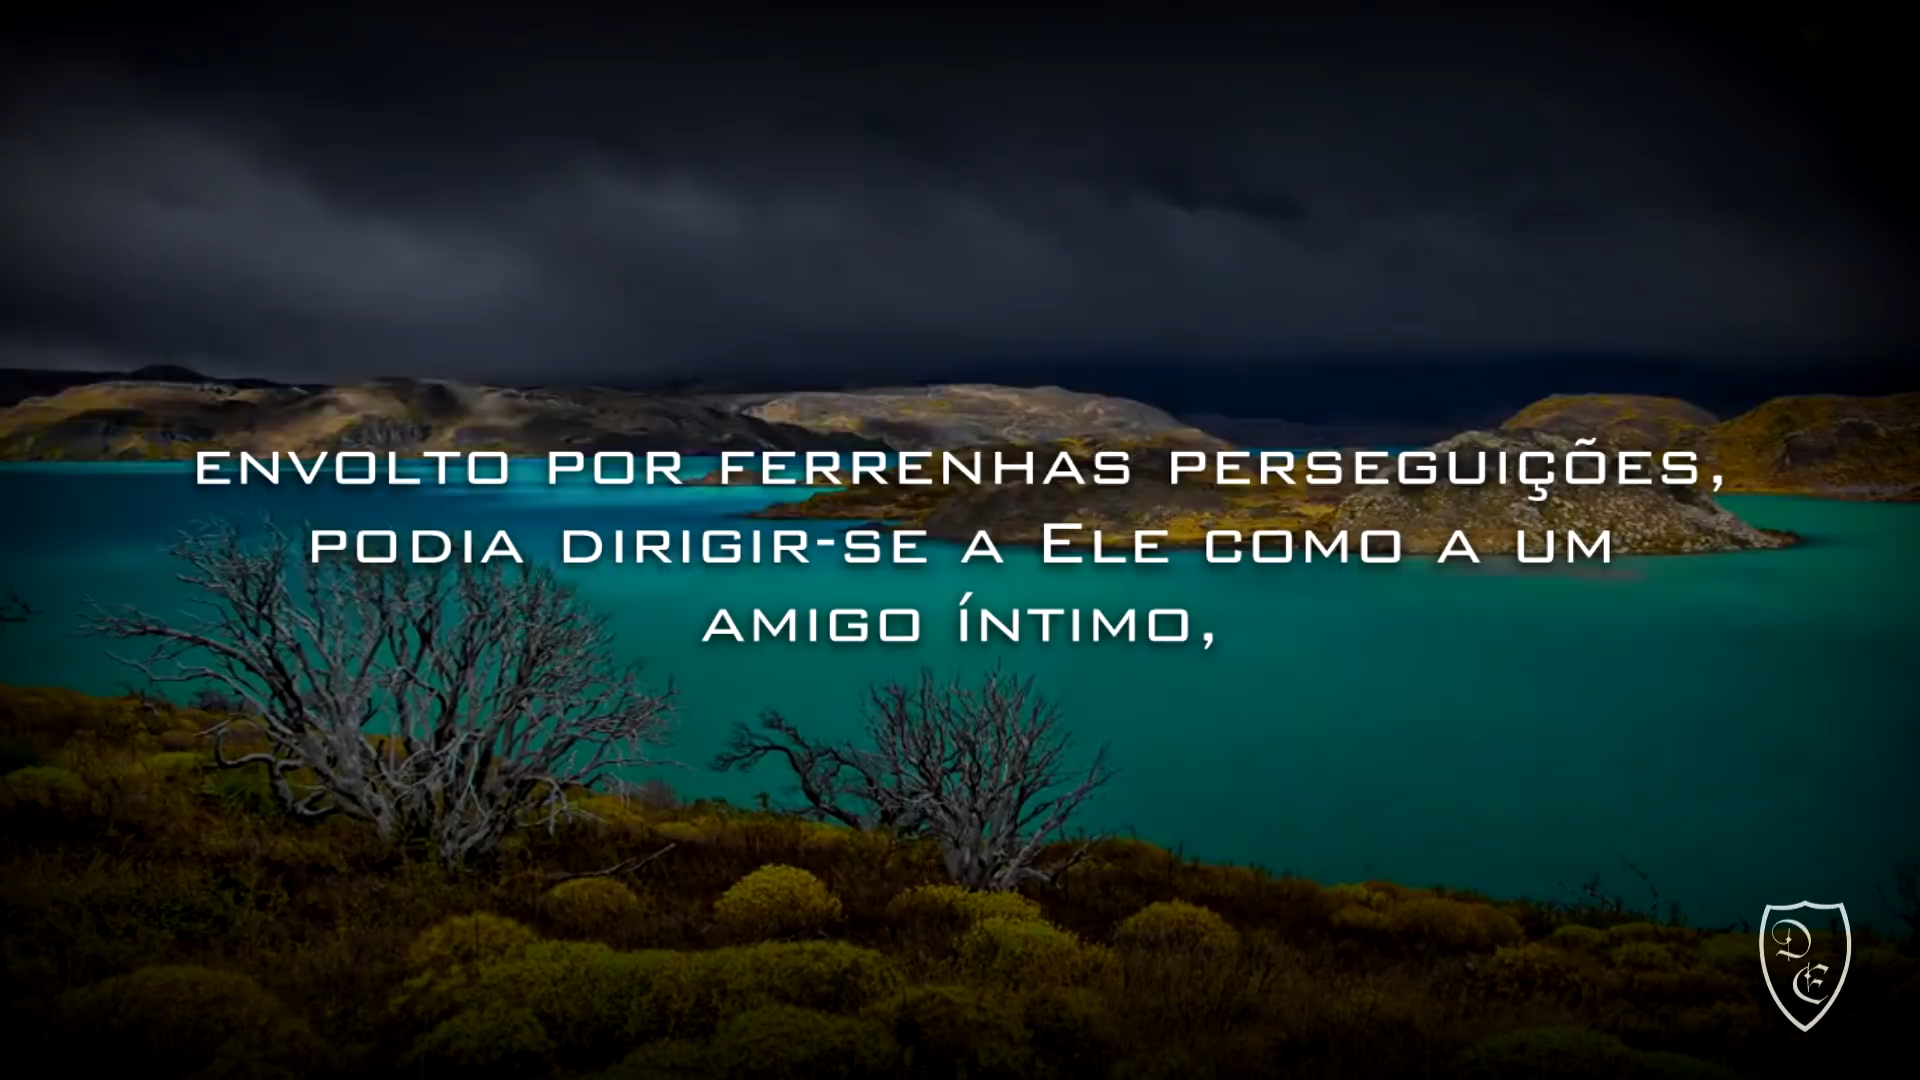 ENVOLTO POR FERRENHAS PERSEGUIÇÕES,
PODIA DIRIGIR-SE A ELE COMO A UM
AMIGO ÍNTIMO,
D
E